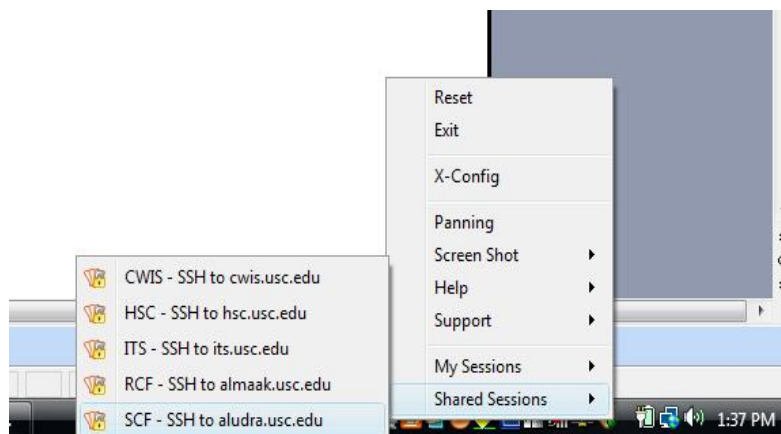 Reset
Exit
X-Config
Panning
Screen Shot
Help
Support
My Sessions
Shared Sessions
CWIS - SSH to cwis.usc.edu
HSC - SSH to hsc.usc.edu
ITS - SSH to its.usc.edu
RCF - SSH to almaak.usc.edu
SCF - SSH to aludra.usc.edu
1:37 PM